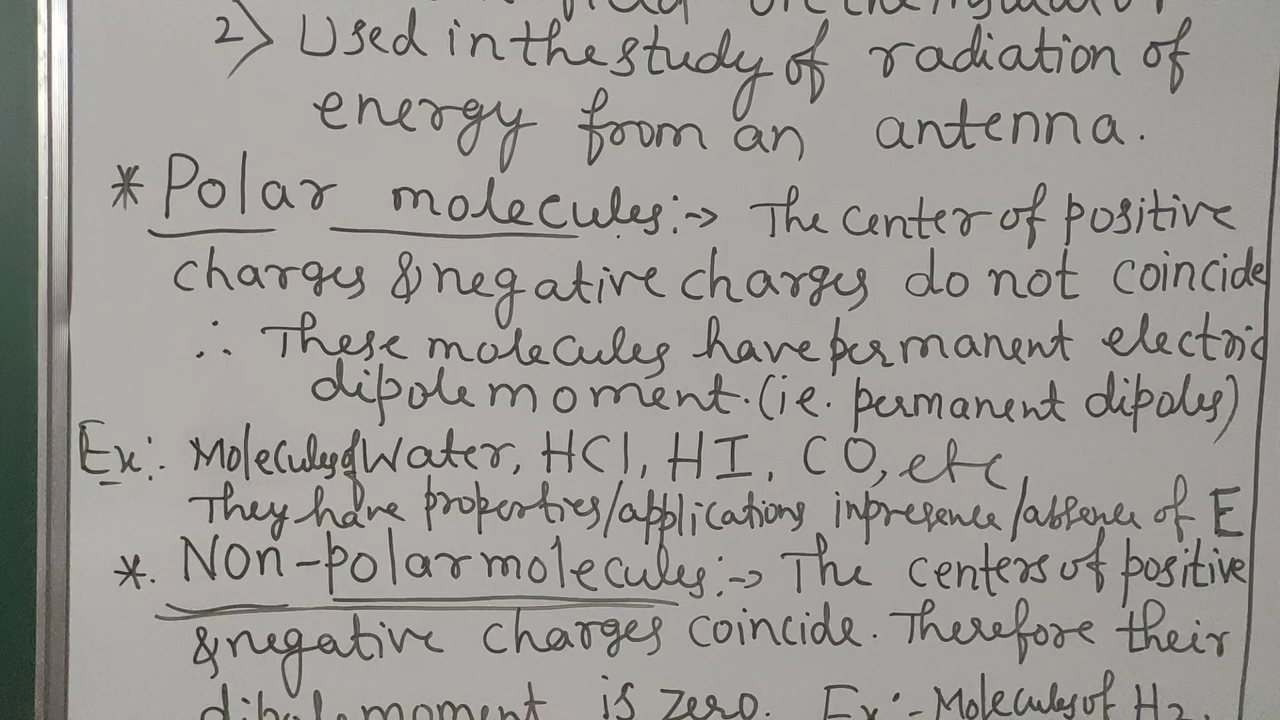 2) Used in the study of radiation of
energy from an antenna.
* Polar molecules:→ The center of positive
charges & negative charges do not coincide
∴ These molecules have permanent electric
dipole moment. (ie. permanent dipoles)
Ex:. Molecules of Water, HCl, HI, CO, etc
They have properties/applications in presence/absence of E
*. Non-polar molecules:→ The centers of positive
& negative charges coincide. Therefore their
dipole moment is zero. Ex:- Molecules of H2,